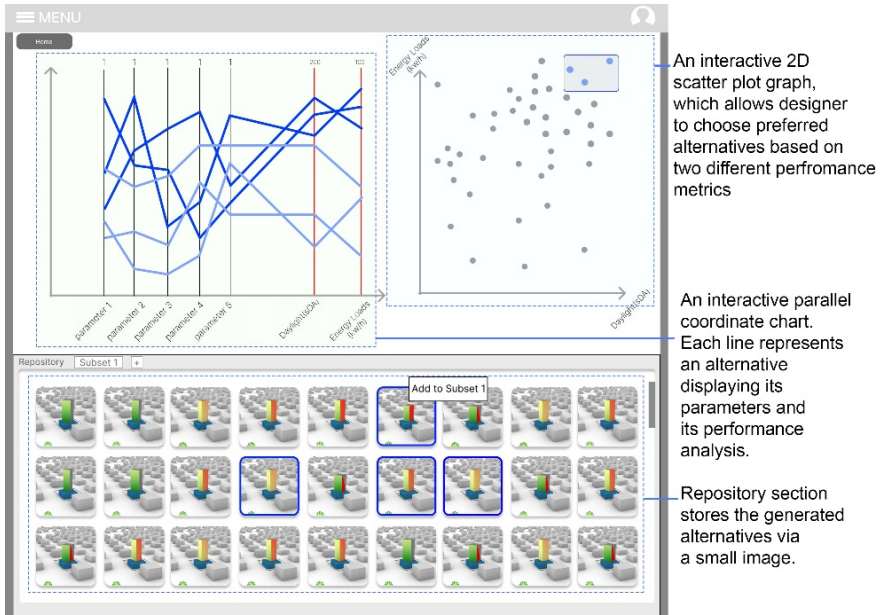 MENU
Home
1 1 1 1 1 200 100
parameter 1
parameter 2
parameter 3
parameter 4
parameter 5
Daylight(sDA)
Energy Loads
(kw/h)
Energy Loads
(kw/h)
Daylight(sDA)
An interactive 2D
scatter plot graph,
which allows designer
to choose preferred
alternatives based on
two different perfromance
metrics
An interactive parallel
coordinate chart.
Each line represents
an alternative
displaying its
parameters and
its performance
analysis.
Repository Subset 1 +
Add to Subset 1
Repository section
stores the generated
alternatives via
a small image.